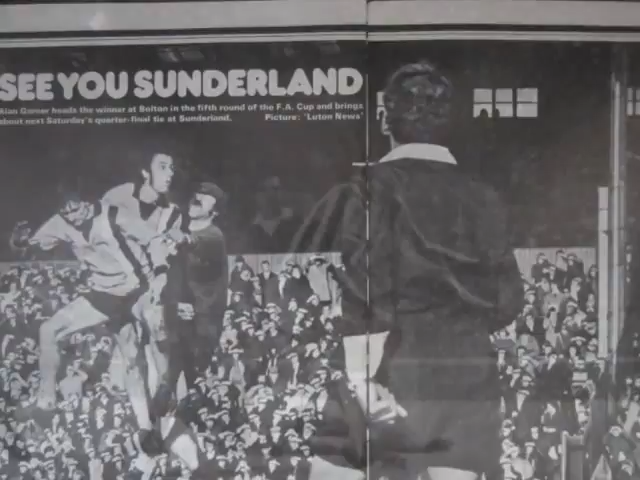 SEE YOU SUNDERLAND
Alan Garner heads the winner at Bolton in the fifth round of the F.A. Cup and brings
about next Saturday's quarter-final tie at Sunderland. Picture: 'Luton News'